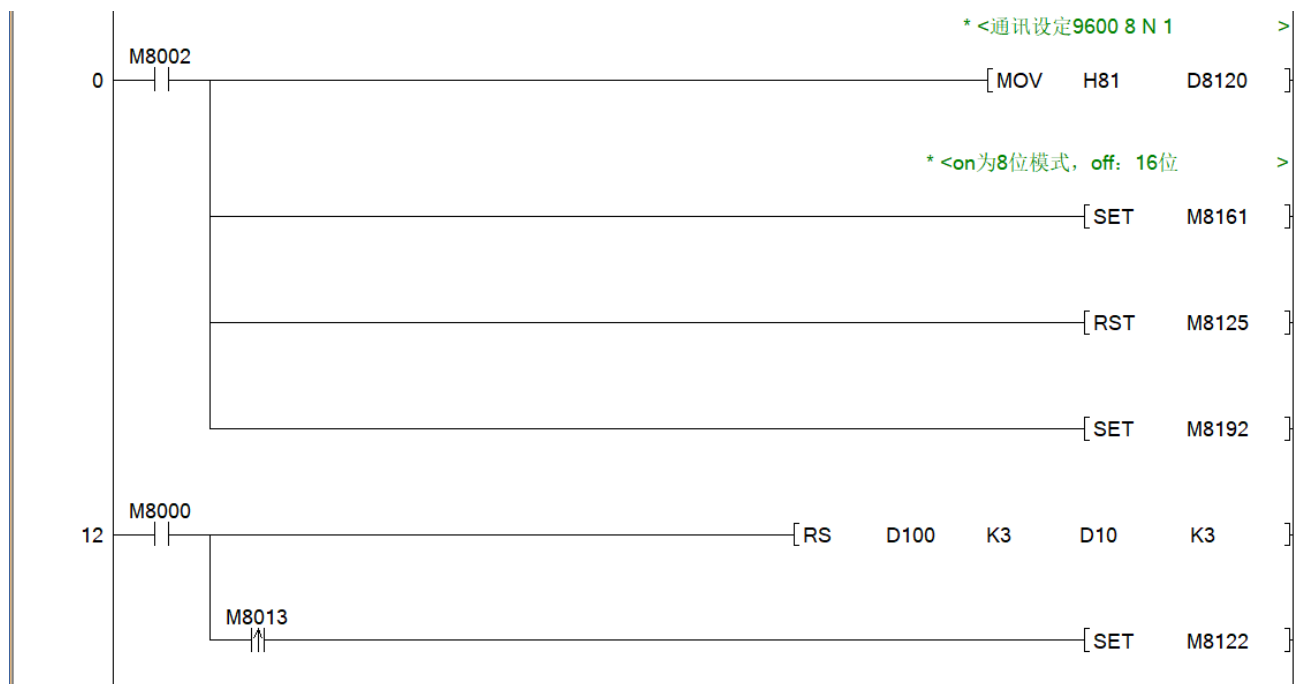 * <通讯设定9600 8 N 1 >
M8002
0 [MOV H81 D8120 ]
* <on为8位模式，off：16位 >
[SET M8161 ]
[RST M8125 ]
[SET M8192 ]
M8000
12 [RS D100 K3 D10 K3 ]
M8013
[SET M8122 ]